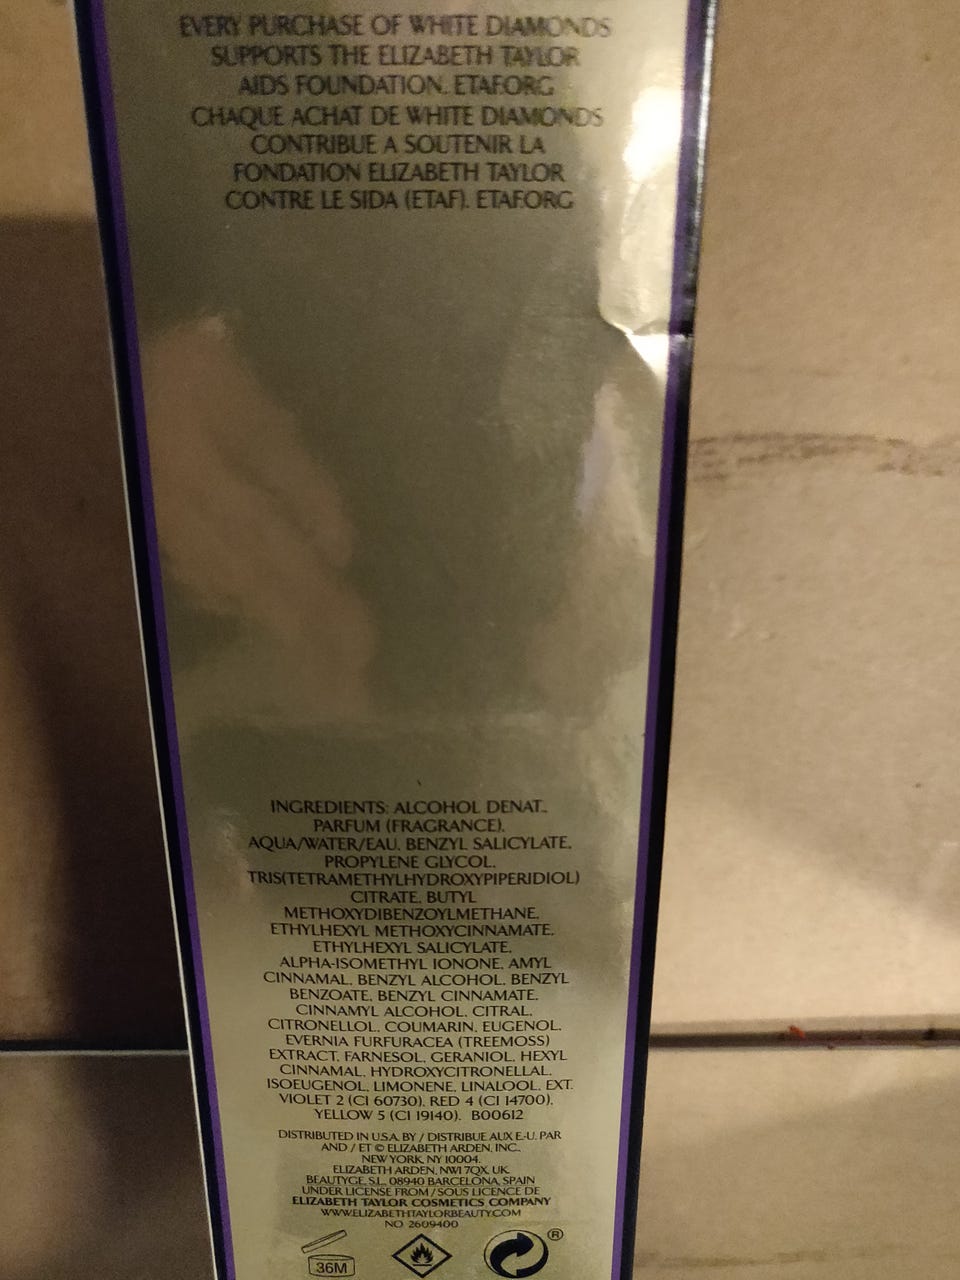 EVERY PURCHASE OF WHITE DIAMONDS
SUPPORTS THE ELIZABETH TAYLOR
AIDS FOUNDATION. ETAF.ORG
CHAQUE ACHAT DE WHITE DIAMONDS
CONTRIBUE A SOUTENIR LA
FONDATION ELIZABETH TAYLOR
CONTRE LE SIDA (ETAF). ETAF.ORG
INGREDIENTS: ALCOHOL DENAT.,
PARFUM (FRAGRANCE),
AQUA/WATER/EAU, BENZYL SALICYLATE,
PROPYLENE GLYCOL,
TRIS(TETRAMETHYLHYDROXYPIPERIDIOL)
CITRATE, BUTYL
METHOXYDIBENZOYLMETHANE,
ETHYLHEXYL METHOXYCINNAMATE,
ETHYLHEXYL SALICYLATE,
ALPHA-ISOMETHYL IONONE, AMYL
CINNAMAL, BENZYL ALCOHOL, BENZYL
BENZOATE, BENZYL CINNAMATE,
CINNAMYL ALCOHOL, CITRAL,
CITRONELLOL, COUMARIN, EUGENOL,
EVERNIA FURFURACEA (TREEMOSS)
EXTRACT, FARNESOL, GERANIOL, HEXYL
CINNAMAL, HYDROXYCITRONELLAL,
ISOEUGENOL, LIMONENE, LINALOOL, EXT.
VIOLET 2 (CI 60730), RED 4 (CI 14700),
YELLOW 5 (CI 19140). B00612
DISTRIBUTED IN U.S.A. BY / DISTRIBUE AUX E.-U. PAR
AND / ET © ELIZABETH ARDEN, INC.,
NEW YORK, NY 10004.
ELIZABETH ARDEN, NW1 7QX, UK.
BEAUTYGE, S.L., 08940 BARCELONA, SPAIN
UNDER LICENSE FROM / SOUS LICENCE DE
ELIZABETH TAYLOR COSMETICS COMPANY
WWW.ELIZABETHTAYLORBEAUTY.COM
NO 2609400
36M
®